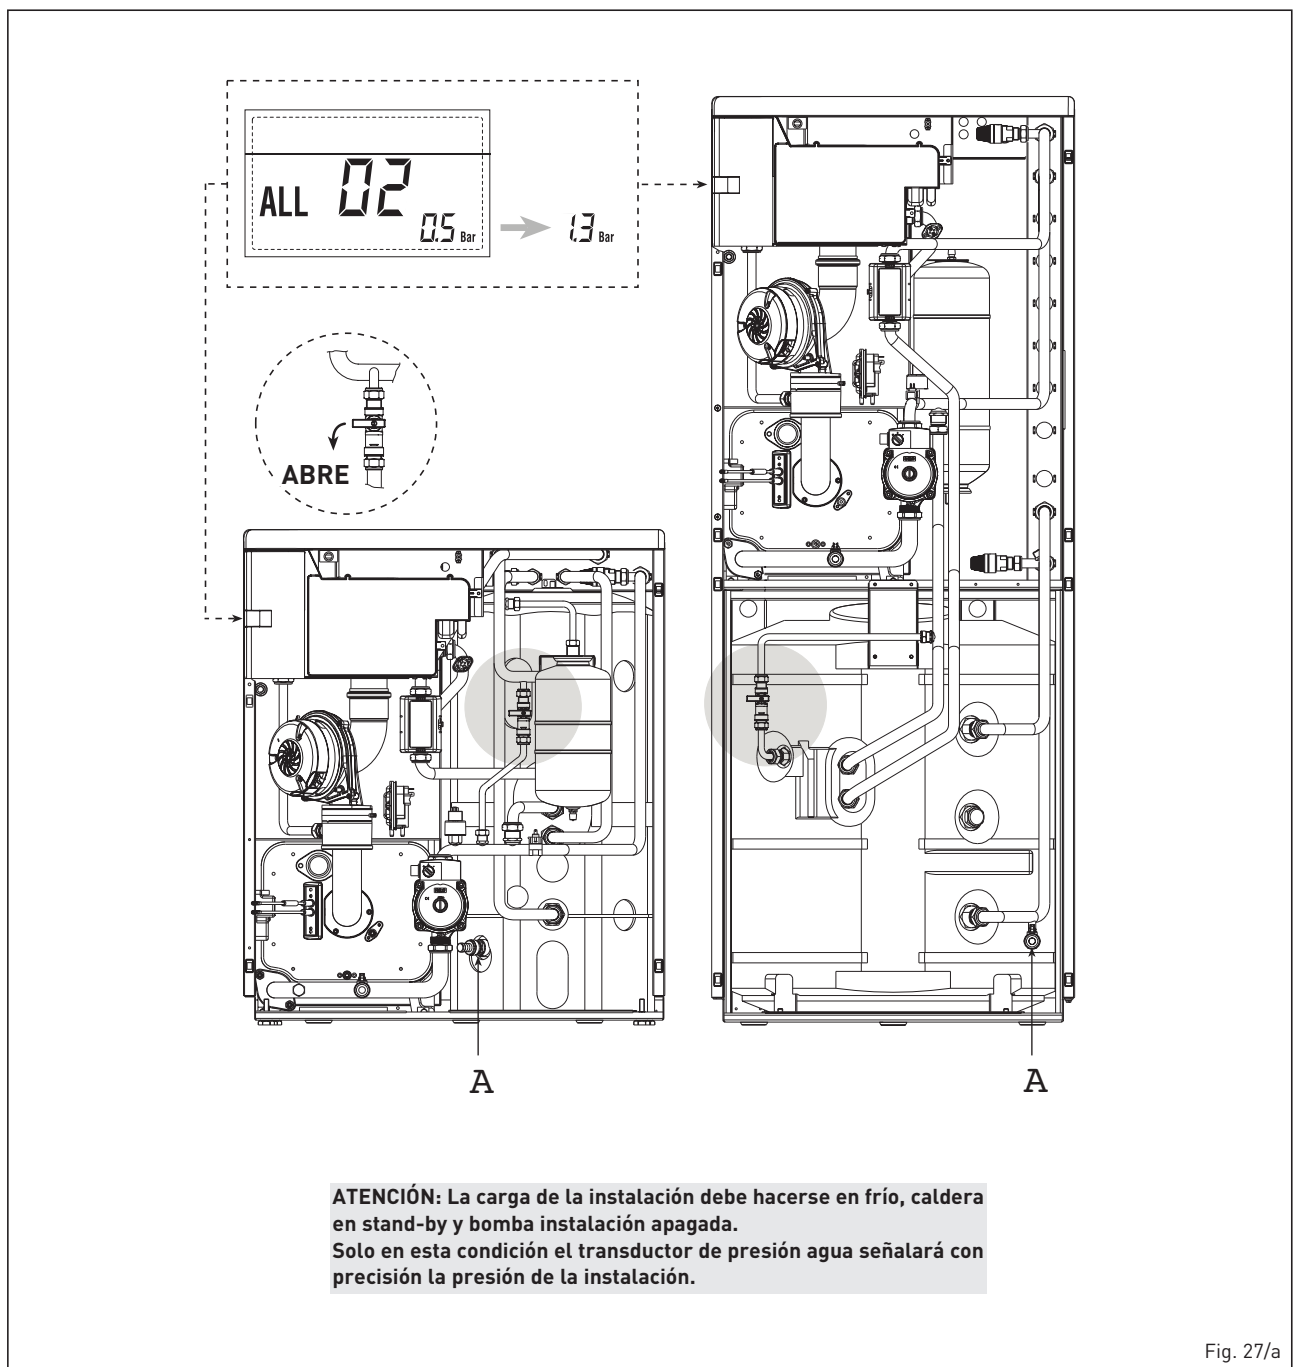 ALL 02
0.5 Bar
1.3 Bar
ABRE
A
A
ATENCIÓN: La carga de la instalación debe hacerse en frío, caldera
en stand-by y bomba instalación apagada.
Solo en esta condición el transductor de presión agua señalará con
precisión la presión de la instalación.
Fig. 27/a